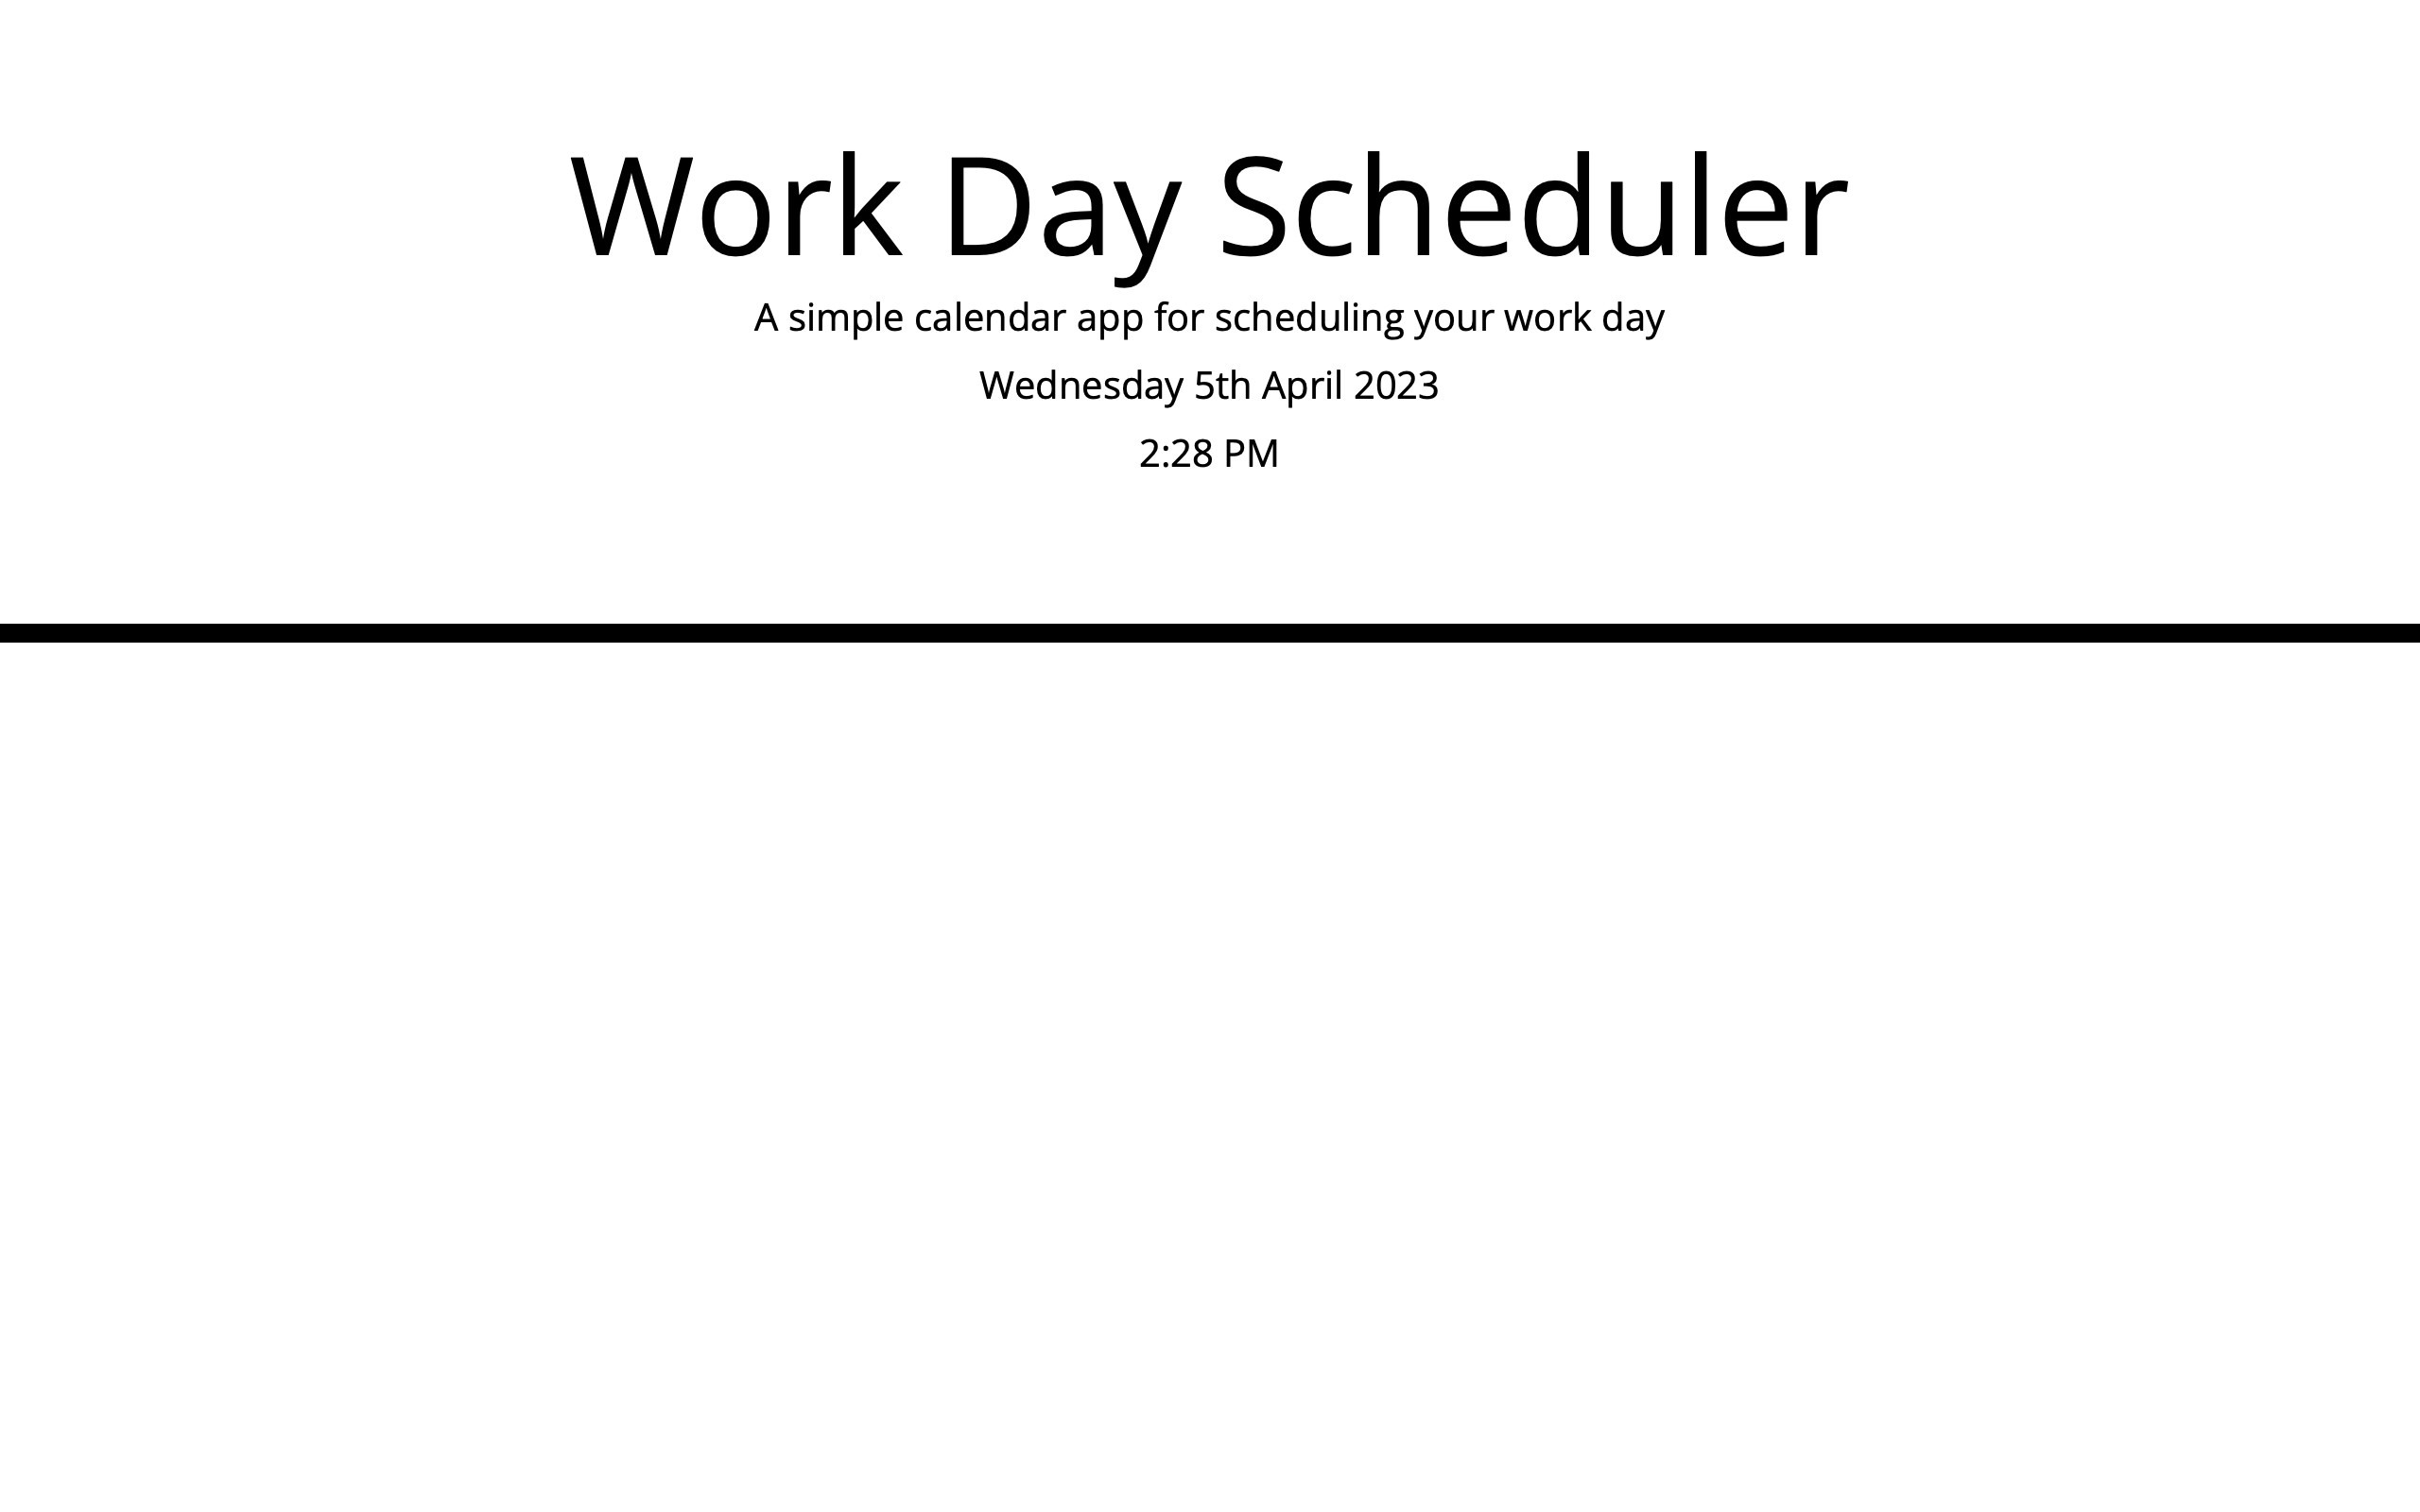 Work Day Scheduler
A simple calendar app for scheduling your work day
Wednesday 5th April 2023
2:28 PM